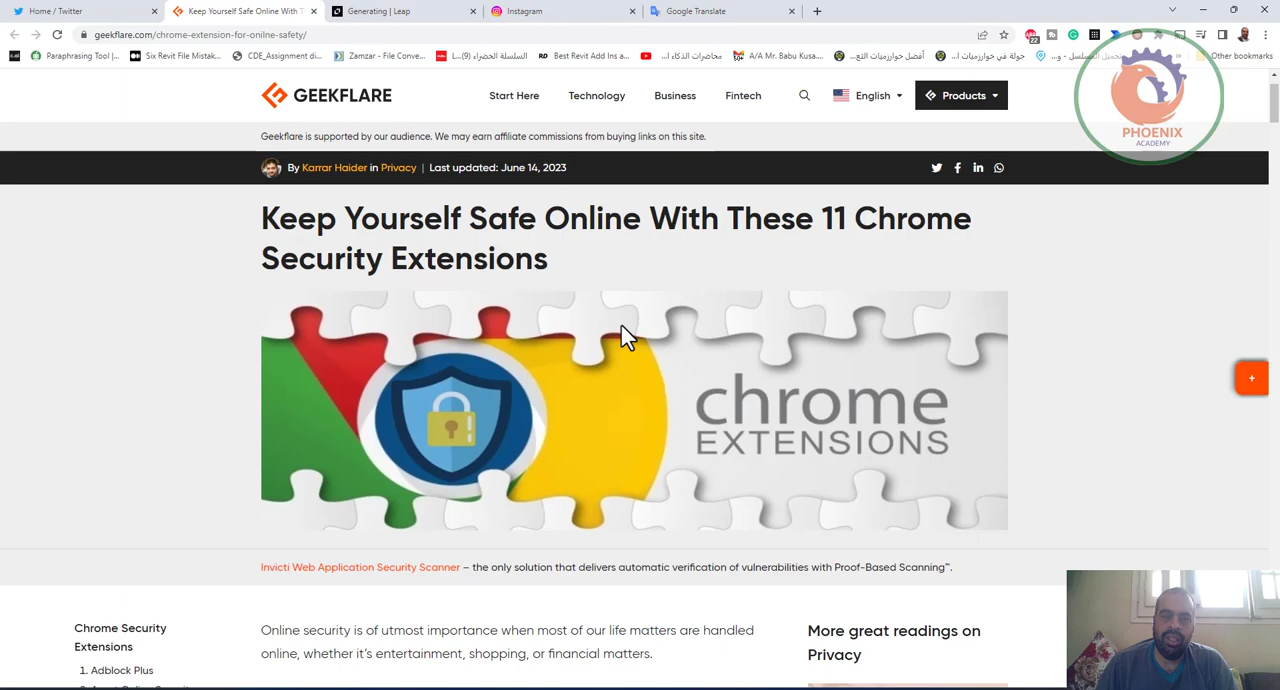 Home / Twitter
Keep Yourself Safe Online With T
Generating | Leap
Instagram
Google Translate
geekflare.com/chrome-extension-for-onilne-safety/
Paraphrasing Tool |...
Six Revit File Mistak...
CDE_Assignment di...
Zamzar - File Conve...
السلسلة الحضراء (9)...ا
Best Revit Add Ins a...
محاضرات الذكاء ا...
A/A Mr. Babu Kusa...
أفضل خوارزميات التع...
جولة في خوارزميات ا...
Other bookmarks
GEEKFLARE
Start Here
Technology
Business
Fintech
English
Products
PHOENIX
ACADEMY
Geekflare is supported by our audience. We may earn affiliate commissions from buying links on this site.
By Karrar Haider in Privacy | Last updated: June 14, 2023
Keep Yourself Safe Online With These 11 Chrome
Security Extensions
chrome
EXTENSIONS
Invicti Web Application Security Scanner – the only solution that delivers automatic verification of vulnerabilities with Proof-Based Scanning™.
Chrome Security
Extensions
1. Adblock Plus
Online security is of utmost importance when most of our life matters are handled
online, whether it's entertainment, shopping, or financial matters.
More great readings on
Privacy